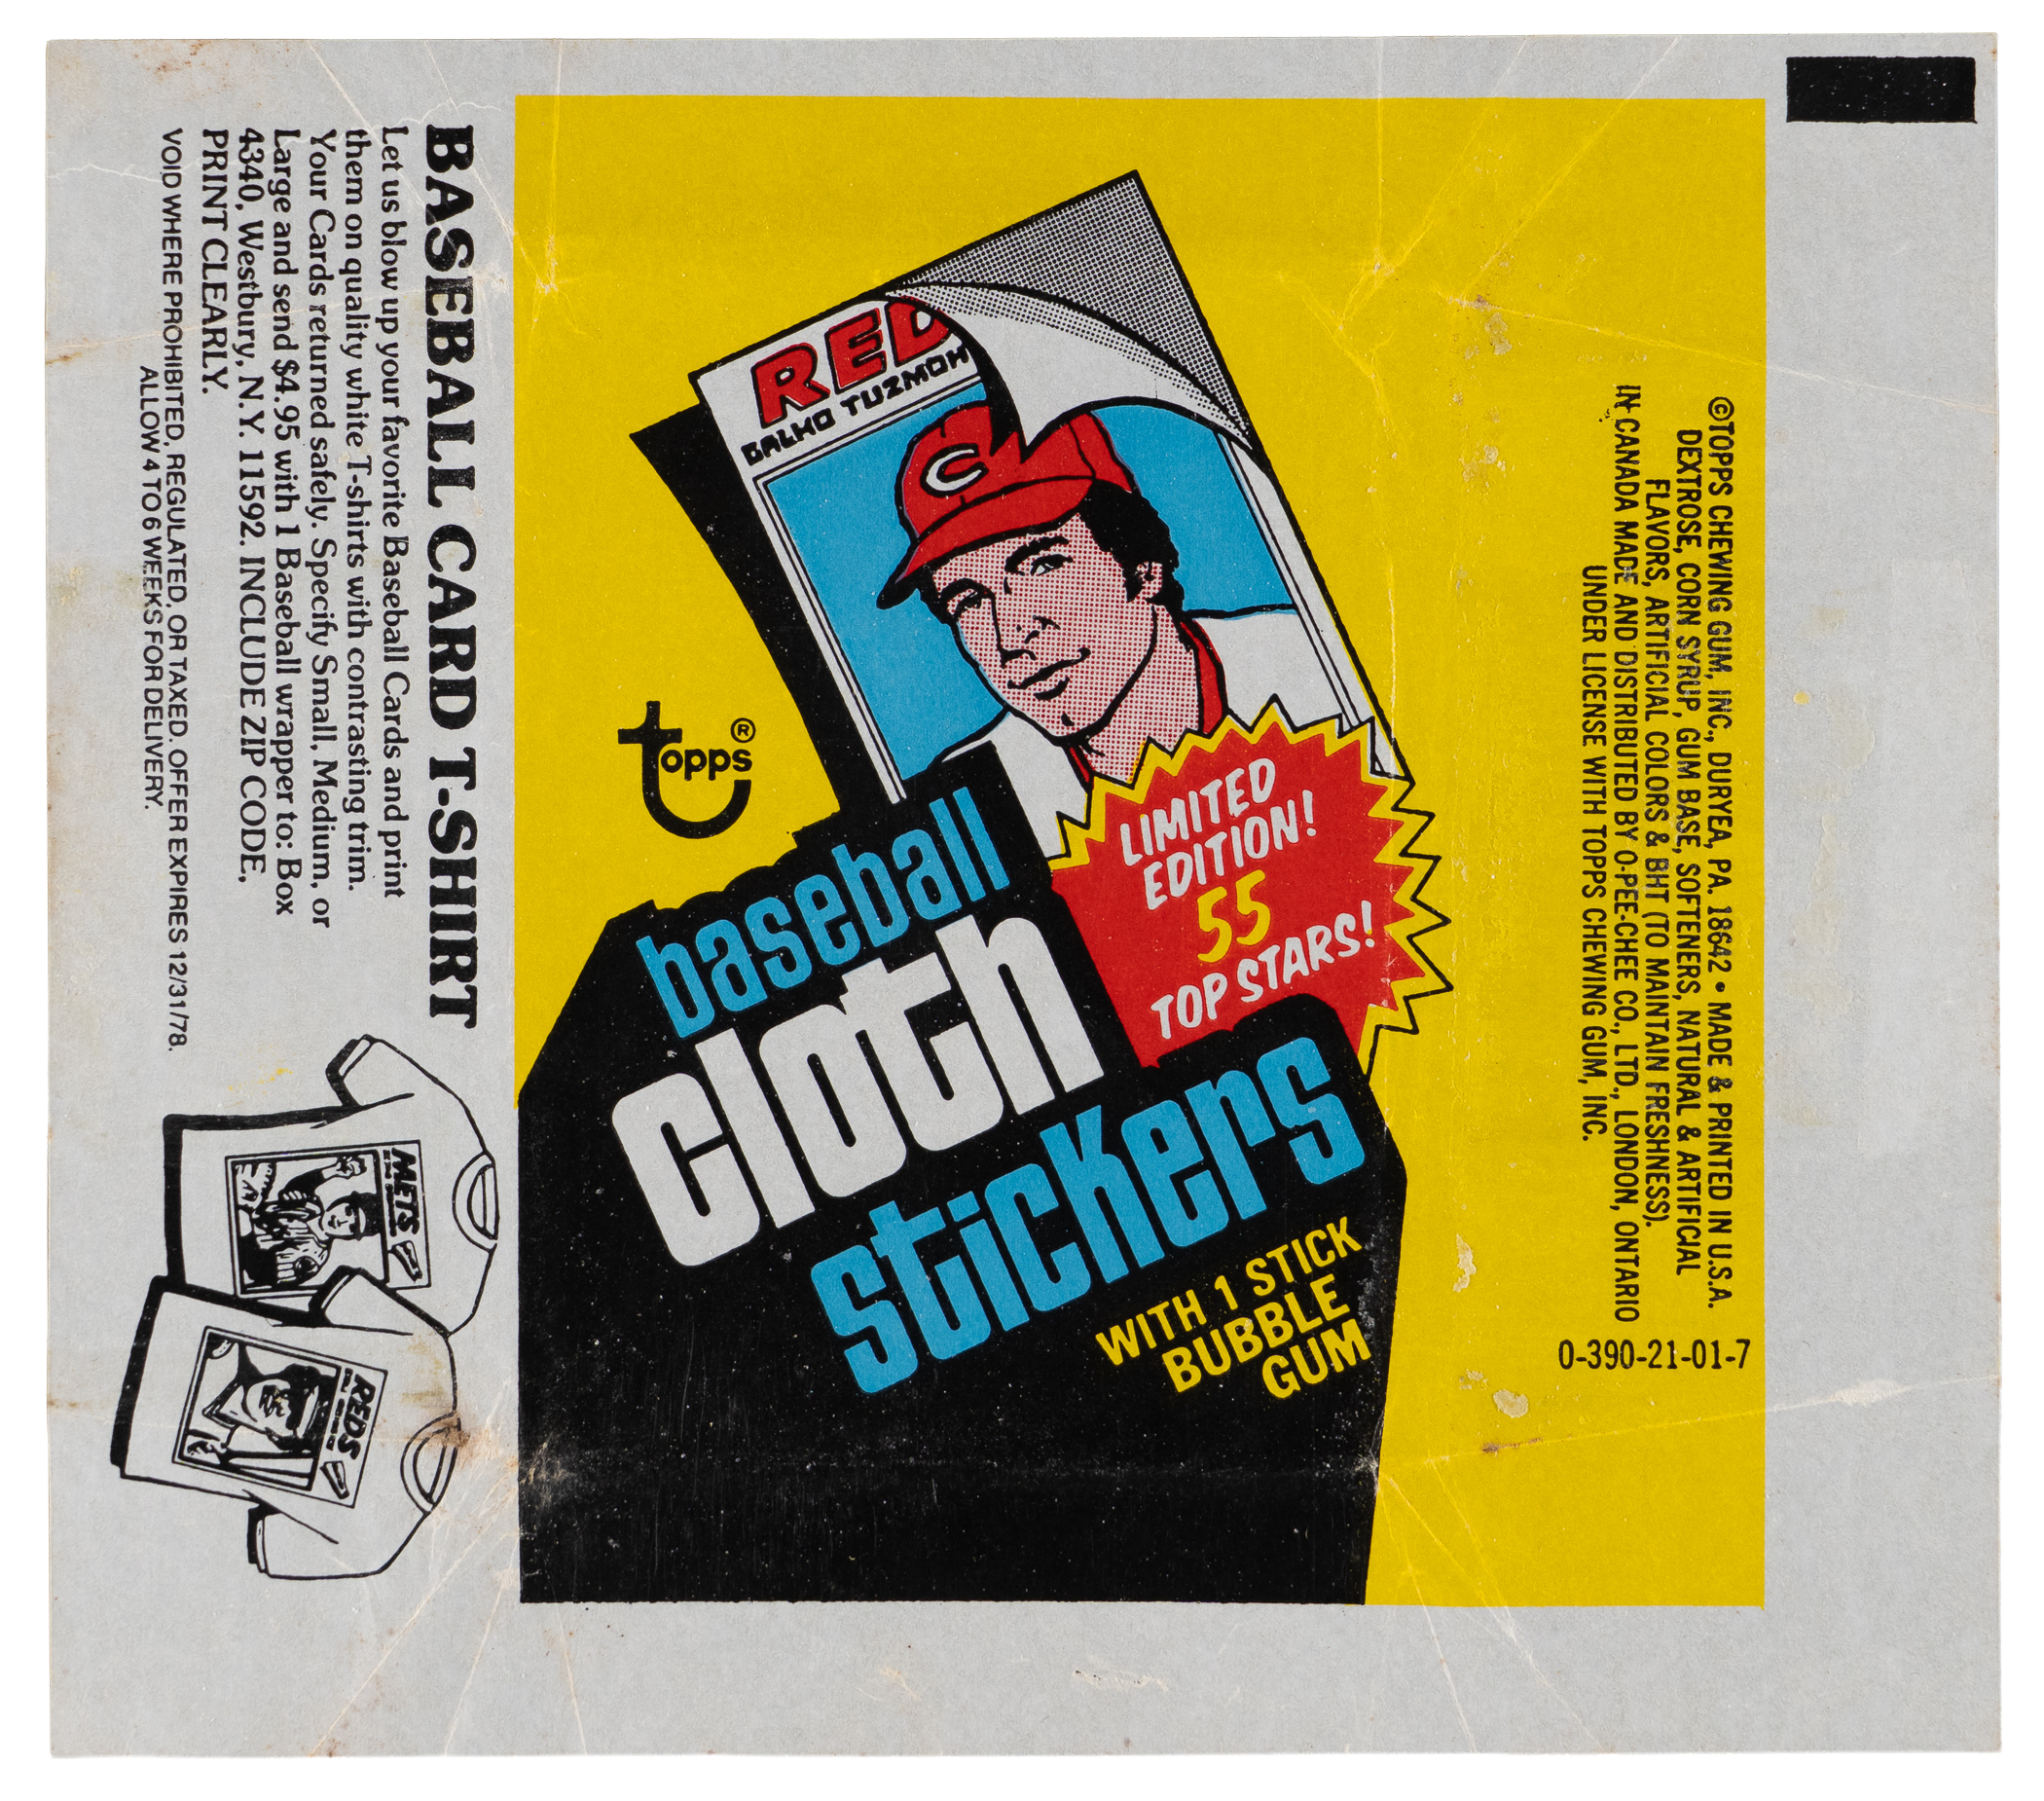 BASEBALL CARD T-SHIRT
Let us blow up your favorite Baseball Cards and print
them on quality white T-shirts with contrasting trim.
Your Cards returned safely. Specify Small, Medium, or
Large and send $4.95 with 1 Baseball wrapper to: Box
4340, Westbury, N.Y. 11592. INCLUDE ZIP CODE,
PRINT CLEARLY.
VOID WHERE PROHIBITED, REGULATED, OR TAXED. OFFER EXPIRES 12/31/78.
ALLOW 4 TO 6 WEEKS FOR DELIVERY.
METS
REDS
RED
BALHO TUZMOH
C
topps®
LIMITED
EDITION!
55
TOP STARS!
baseball
cloth
stickers
WITH 1 STICK
BUBBLE
GUM
©TOPPS CHEWING GUM, INC., DURYEA, PA. 18642 • MADE & PRINTED IN U.S.A.
DEXTROSE, CORN SYRUP, GUM BASE, SOFTENERS, NATURAL & ARTIFICIAL
FLAVORS, ARTIFICIAL COLORS & BHT (TO MAINTAIN FRESHNESS).
IN CANADA MADE AND DISTRIBUTED BY O-PEE-CHEE CO., LTD., LONDON, ONTARIO
UNDER LICENSE WITH TOPPS CHEWING GUM, INC.
0-390-21-01-7